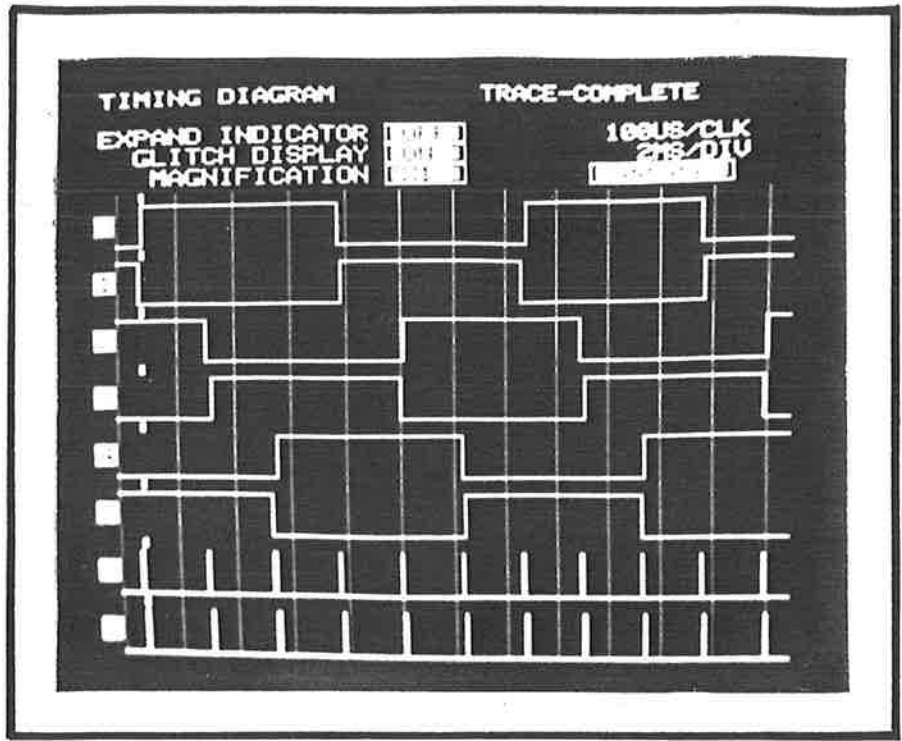 TIMING DIAGRAM TRACE-COMPLETE
EXPAND INDICATOR 100US/CLK
GLITCH DISPLAY 2MS/DIV
MAGNIFICATION